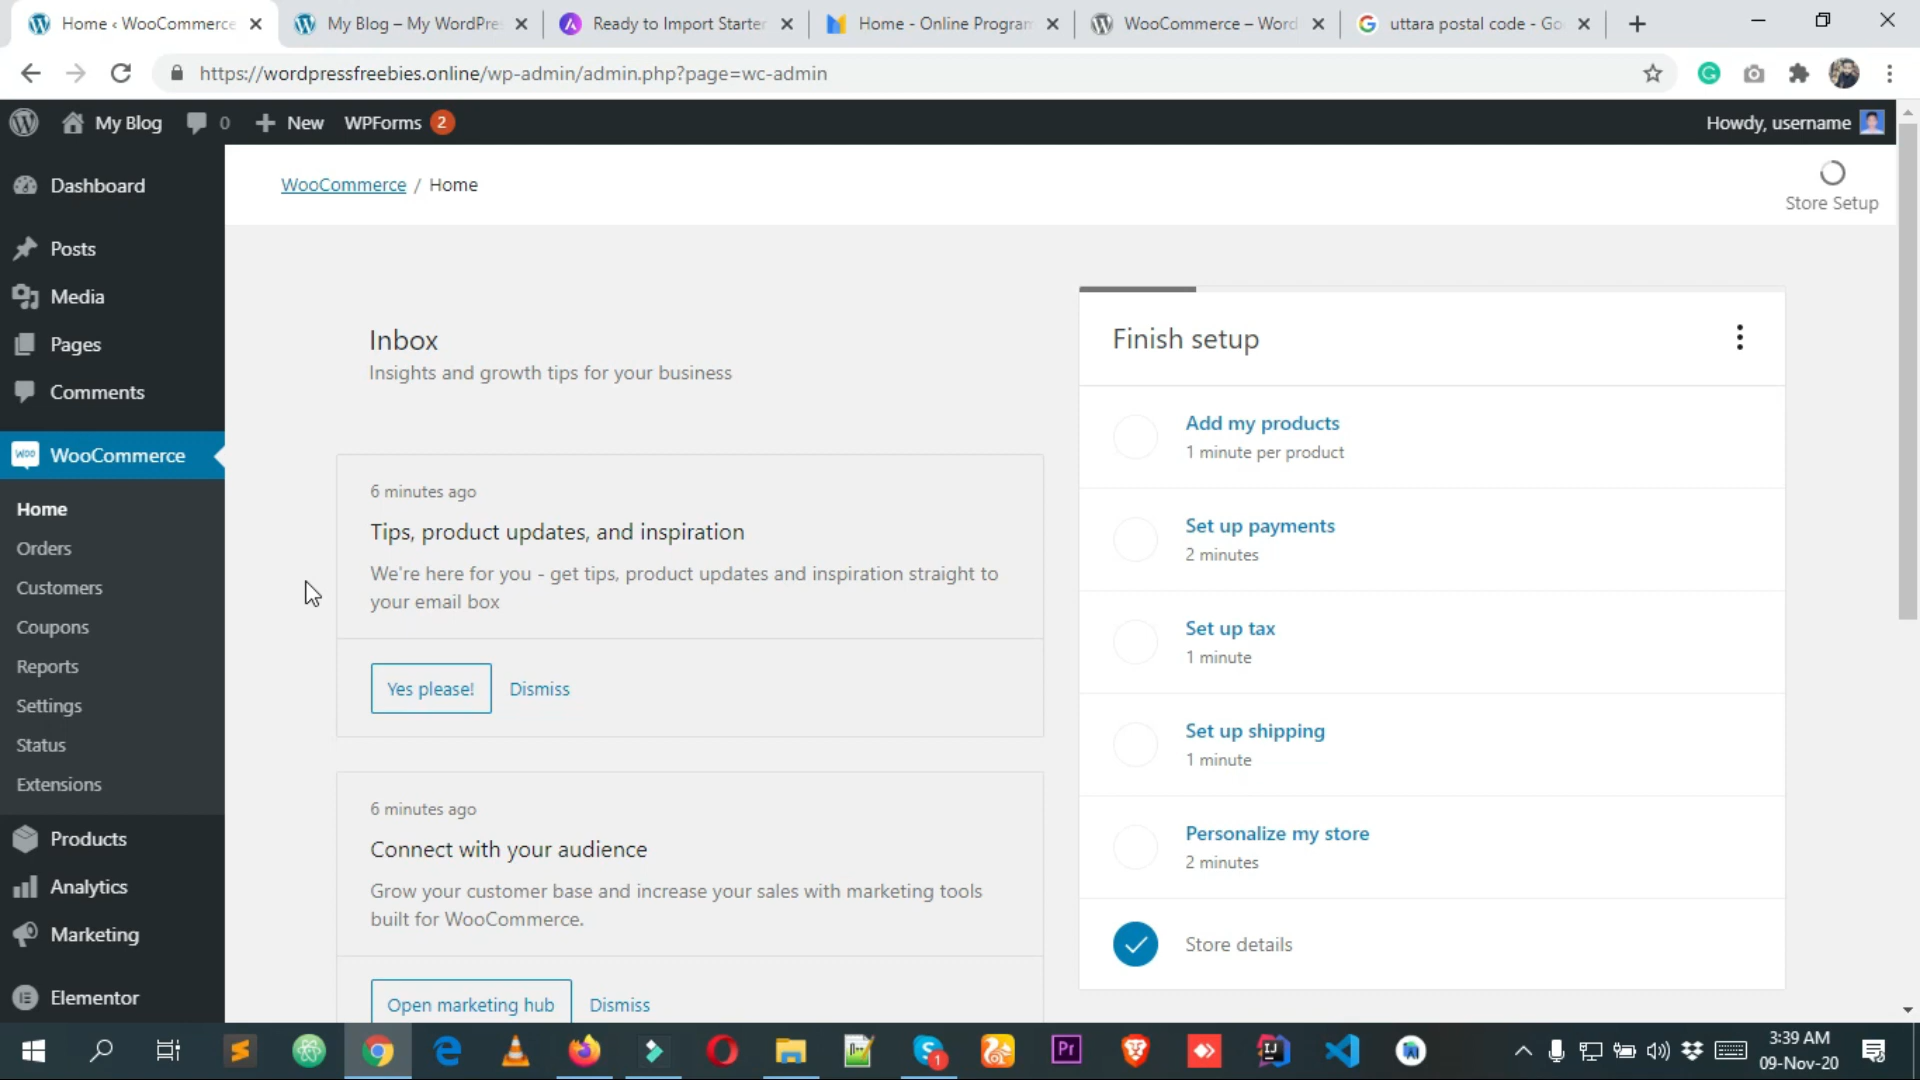 Home ‹ WooCommerce
My Blog – My WordPre
Ready to Import Starter
Home - Online Program
WooCommerce – Word
uttara postal code - Go
https://wordpressfreebies.online/wp-admin/admin.php?page=wc-admin
My Blog
0
New
WPForms
2
Howdy, username
Dashboard
Posts
Media
Pages
Comments
WooCommerce
Home
Orders
Customers
Coupons
Reports
Settings
Status
Extensions
Products
Analytics
Marketing
Elementor
WooCommerce / Home
Store Setup
Inbox
Insights and growth tips for your business
6 minutes ago
Tips, product updates, and inspiration
We're here for you - get tips, product updates and inspiration straight to
your email box
Yes please!
Dismiss
6 minutes ago
Connect with your audience
Grow your customer base and increase your sales with marketing tools
built for WooCommerce.
Open marketing hub
Dismiss
Finish setup
Add my products
1 minute per product
Set up payments
2 minutes
Set up tax
1 minute
Set up shipping
1 minute
Personalize my store
2 minutes
Store details
3:39 AM
09-Nov-20